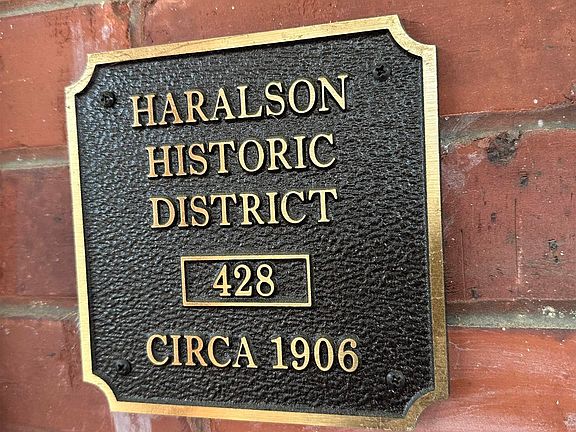 HARALSON
HISTORIC
DISTRICT
428
CIRCA 1906